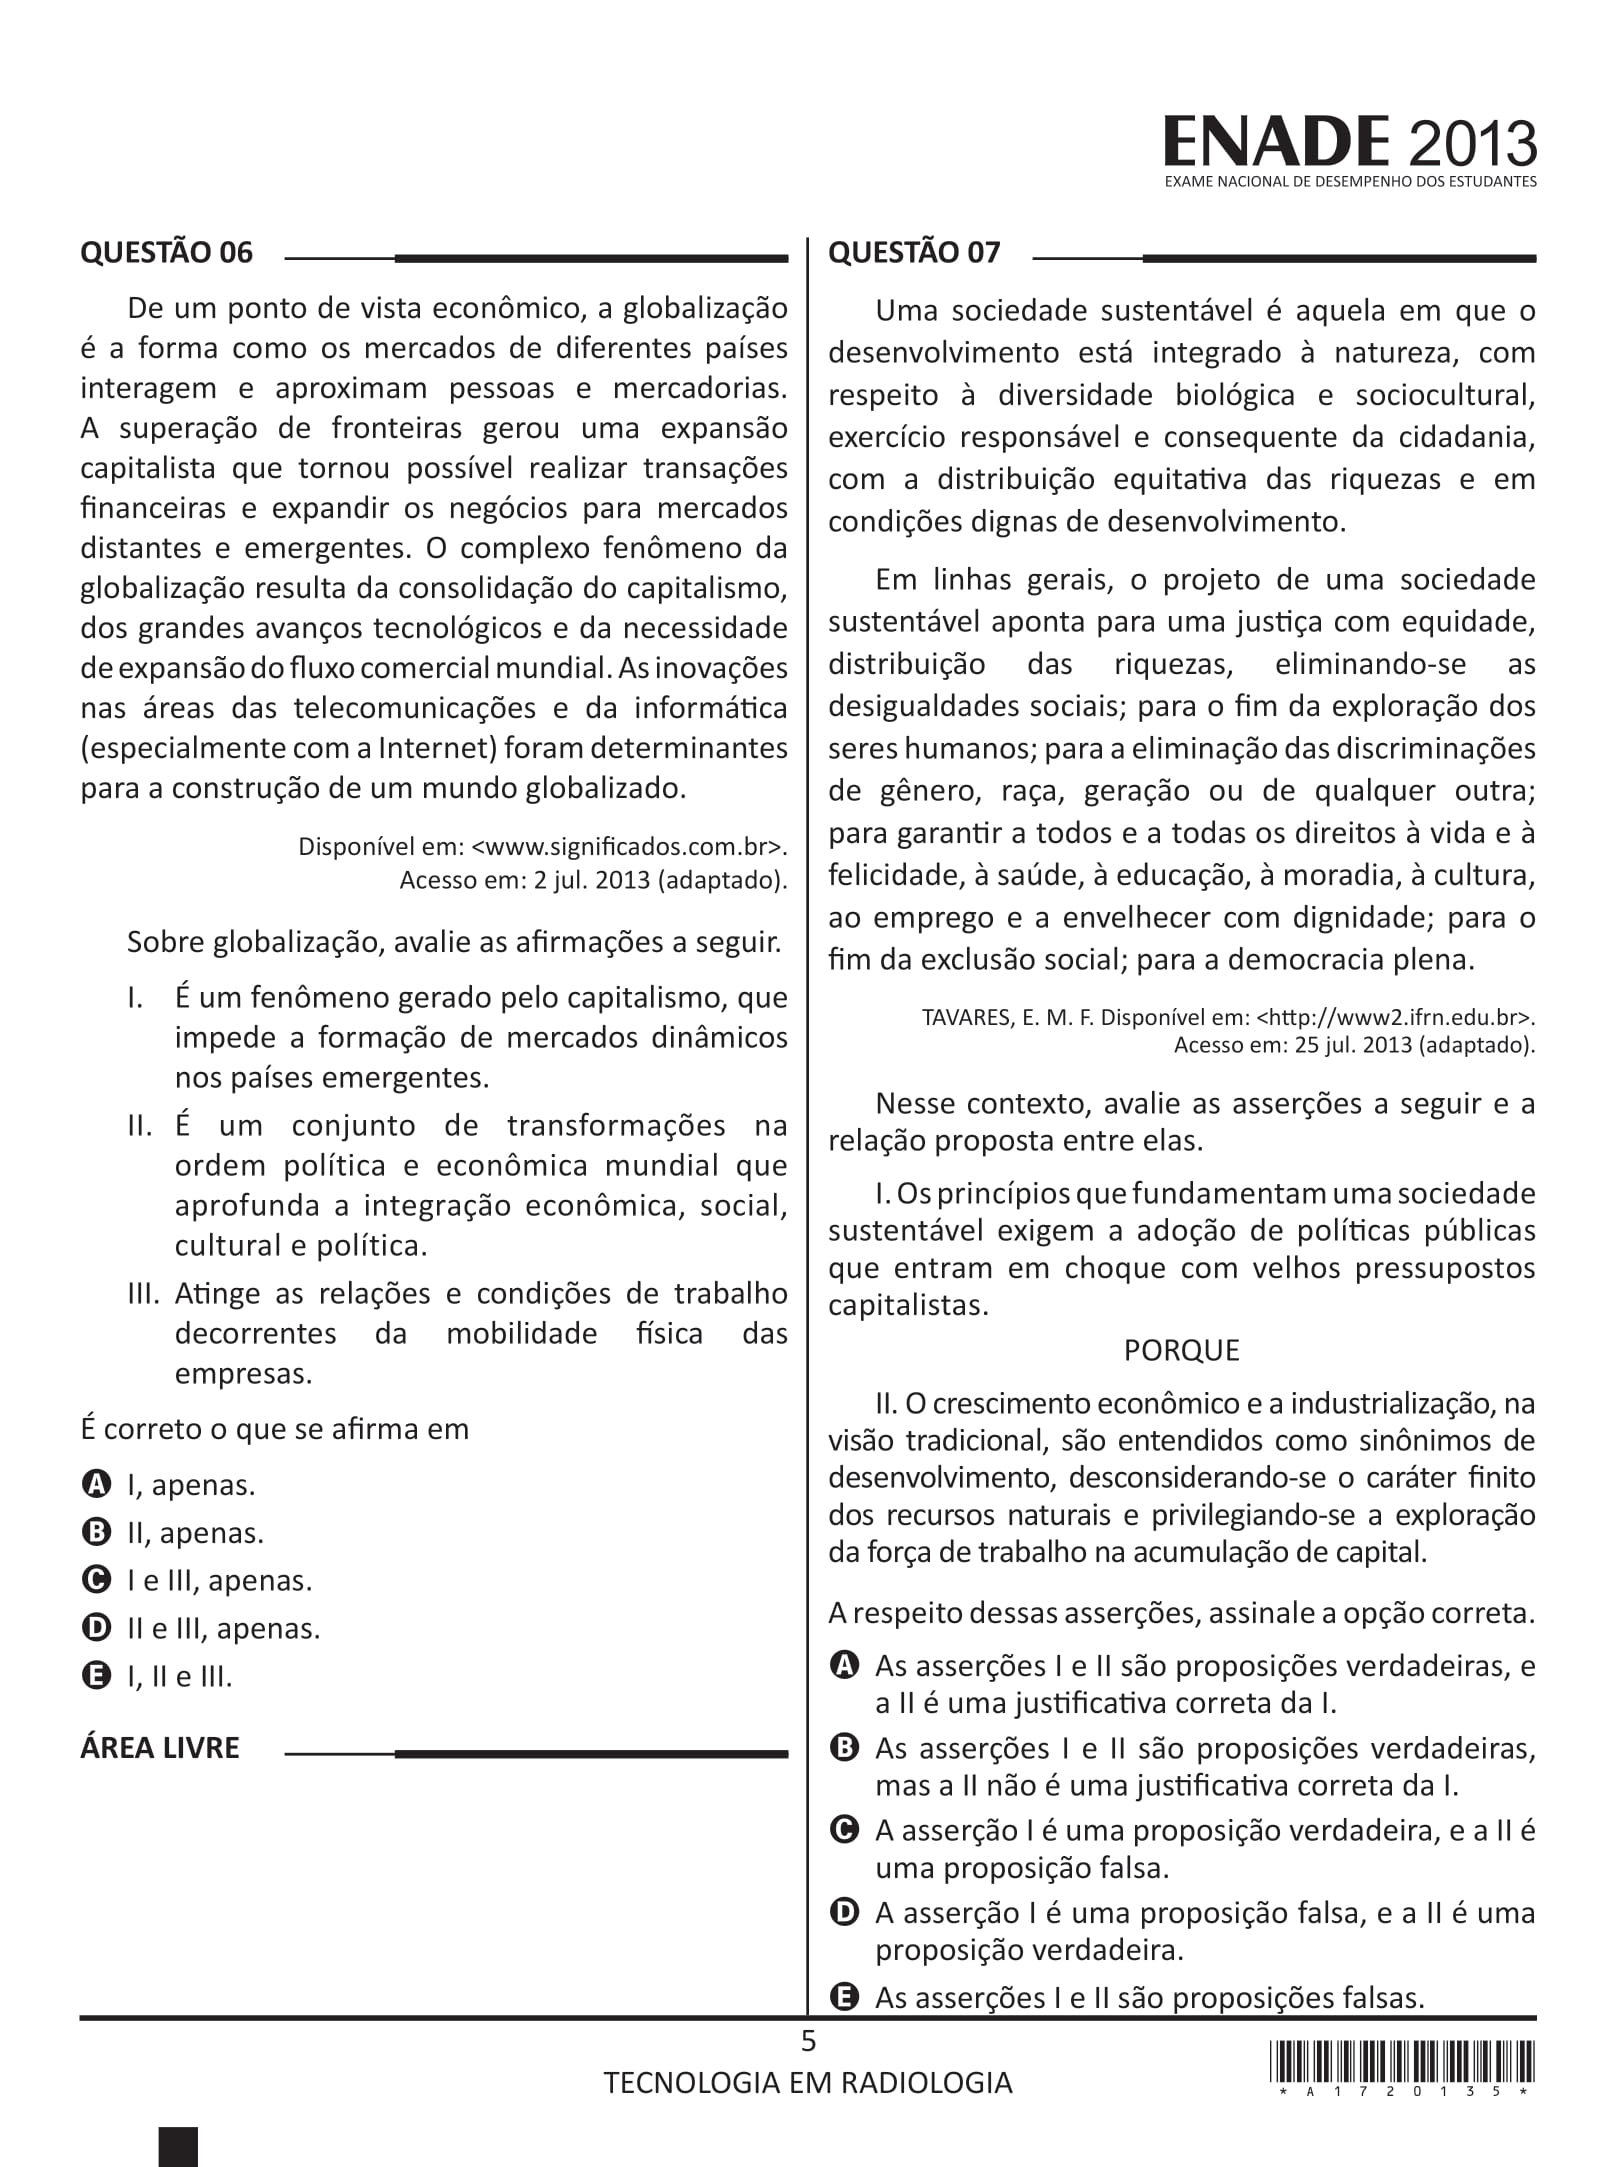 ENADE 2013
EXAME NACIONAL DE DESEMPENHO DOS ESTUDANTES
QUESTÃO 06
De um ponto de vista econômico, a globalização
é a forma como os mercados de diferentes países
interagem e aproximam pessoas e mercadorias.
A superação de fronteiras gerou uma expansão
capitalista que tornou possível realizar transações
financeiras e expandir os negócios para mercados
distantes e emergentes. O complexo fenômeno da
globalização resulta da consolidação do capitalismo,
dos grandes avanços tecnológicos e da necessidade
de expansão do fluxo comercial mundial. As inovações
nas áreas das telecomunicações e da informática
(especialmente com a Internet) foram determinantes
para a construção de um mundo globalizado.
Disponível em: <www.significados.com.br>.
Acesso em: 2 jul. 2013 (adaptado).
Sobre globalização, avalie as afirmações a seguir.
I. É um fenômeno gerado pelo capitalismo, que
impede a formação de mercados dinâmicos
nos países emergentes.
II. É um conjunto de transformações na
ordem política e econômica mundial que
aprofunda a integração econômica, social,
cultural e política.
III. Atinge as relações e condições de trabalho
decorrentes da mobilidade física das
empresas.
É correto o que se afirma em
A I, apenas.
B II, apenas.
C I e III, apenas.
D II e III, apenas.
E I, II e III.
ÁREA LIVRE
QUESTÃO 07
Uma sociedade sustentável é aquela em que o
desenvolvimento está integrado à natureza, com
respeito à diversidade biológica e sociocultural,
exercício responsável e consequente da cidadania,
com a distribuição equitativa das riquezas e em
condições dignas de desenvolvimento.
Em linhas gerais, o projeto de uma sociedade
sustentável aponta para uma justiça com equidade,
distribuição das riquezas, eliminando-se as
desigualdades sociais; para o fim da exploração dos
seres humanos; para a eliminação das discriminações
de gênero, raça, geração ou de qualquer outra;
para garantir a todos e a todas os direitos à vida e à
felicidade, à saúde, à educação, à moradia, à cultura,
ao emprego e a envelhecer com dignidade; para o
fim da exclusão social; para a democracia plena.
TAVARES, E. M. F. Disponível em: <http://www2.ifrn.edu.br>.
Acesso em: 25 jul. 2013 (adaptado).
Nesse contexto, avalie as asserções a seguir e a
relação proposta entre elas.
I. Os princípios que fundamentam uma sociedade
sustentável exigem a adoção de políticas públicas
que entram em choque com velhos pressupostos
capitalistas.
PORQUE
II. O crescimento econômico e a industrialização, na
visão tradicional, são entendidos como sinônimos de
desenvolvimento, desconsiderando-se o caráter finito
dos recursos naturais e privilegiando-se a exploração
da força de trabalho na acumulação de capital.
A respeito dessas asserções, assinale a opção correta.
A As asserções I e II são proposições verdadeiras, e
a II é uma justificativa correta da I.
B As asserções I e II são proposições verdadeiras,
mas a II não é uma justificativa correta da I.
C A asserção I é uma proposição verdadeira, e a II é
uma proposição falsa.
D A asserção I é uma proposição falsa, e a II é uma
proposição verdadeira.
E As asserções I e II são proposições falsas.
5
TECNOLOGIA EM RADIOLOGIA
*A1720135*